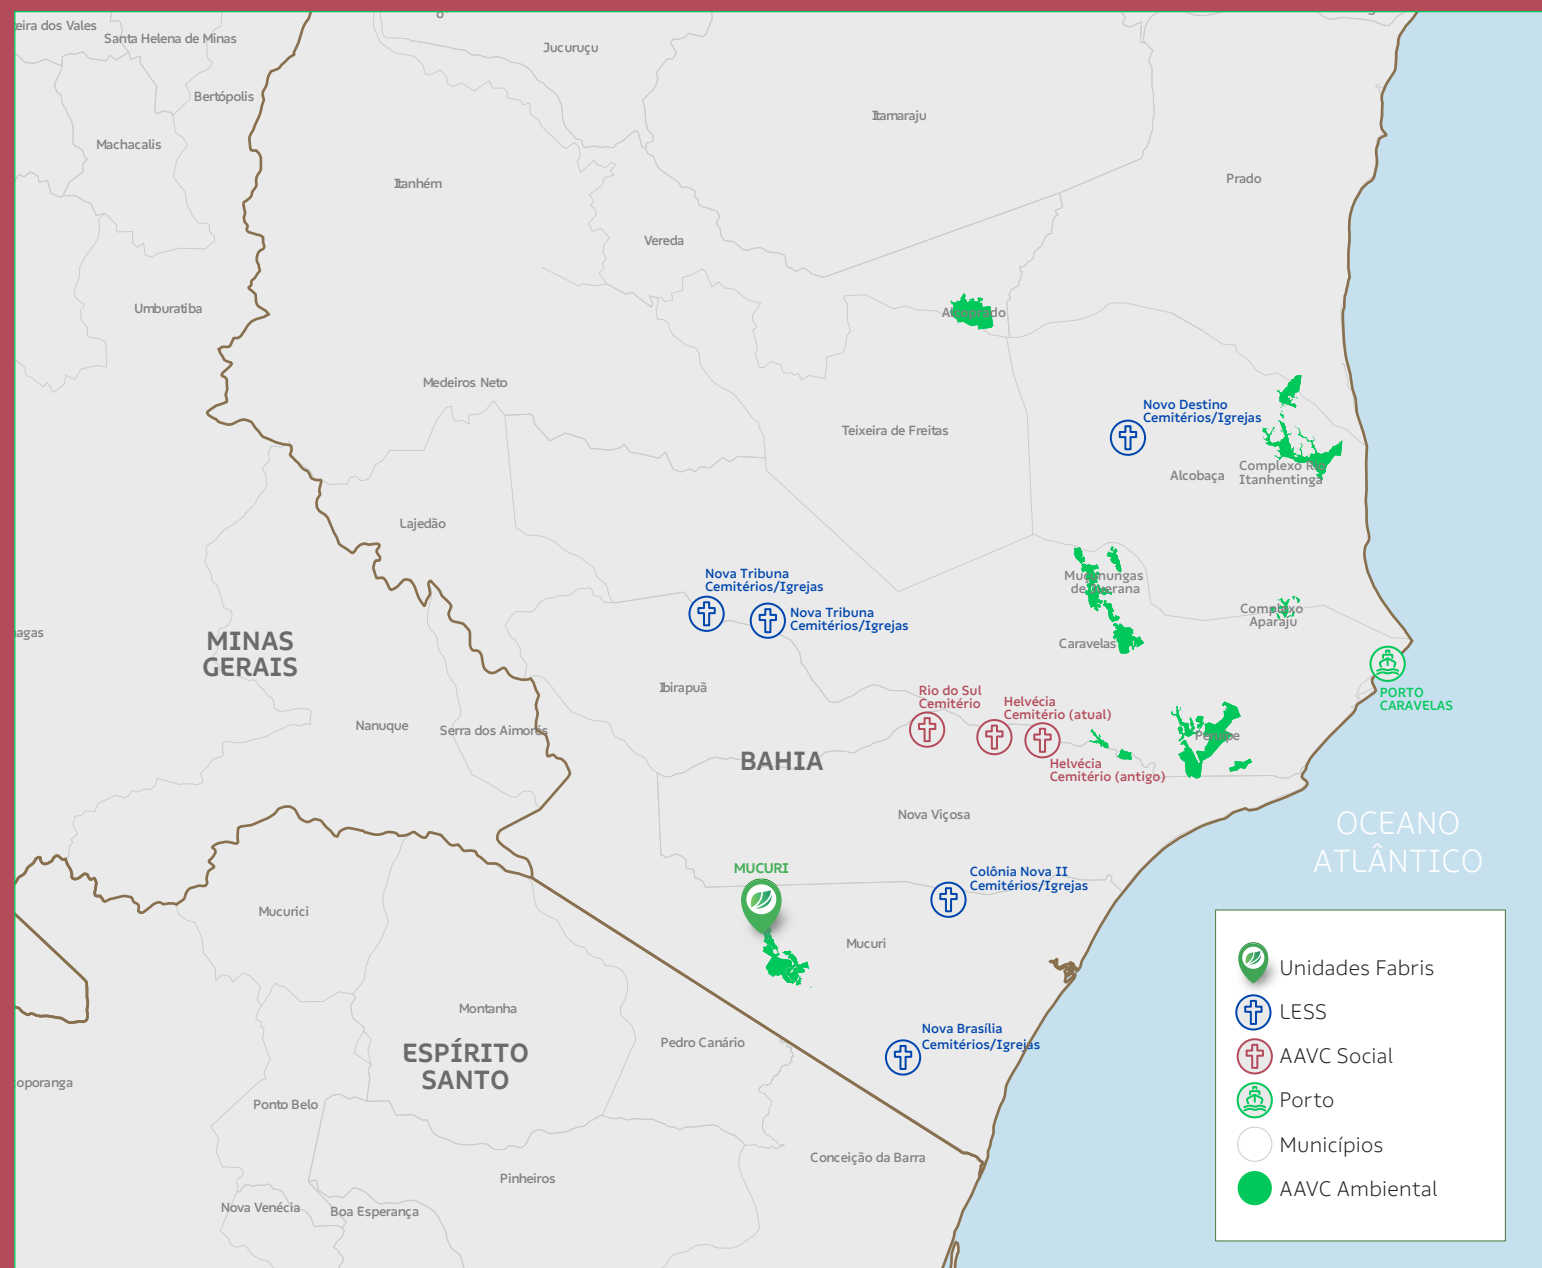 eira dos Vales
Santa Helena de Minas
Jucuruçu
Bertópolis
Itamaraju
Machacalis
Itanhém
Prado
Vereda
Umburatiba
Medeiros Neto
Teixeira de Freitas
Novo Destino
Cemitérios/Igrejas
Complexo
Itanhentinga
Alcobaça
Lajedão
Nova Tribuna
Cemitérios/Igrejas
Nova Tribuna
Cemitérios/Igrejas
Caravelas
Complexo
Aparaju
agas
MINAS
GERAIS
Ibirapuã
Rio do Sul
Cemitério
Helvécia
Cemitério (atual)
Helvécia
Cemitério (antigo)
PORTO
CARAVELAS
Nanuque
Serra dos Aimorés
BAHIA
Nova Viçosa
OCEANO
ATLÂNTICO
MUCURI
Colônia Nova II
Cemitérios/Igrejas
Mucurici
Mucuri
Montanha
Nova Brasília
Cemitérios/Igrejas
Pedro Canário
ESPÍRITO
SANTO
oporanga
Ponto Belo
Conceição da Barra
Pinheiros
Nova Venécia
Boa Esperança
Unidades Fabris
LESS
AAVC Social
Porto
Municípios
AAVC Ambiental